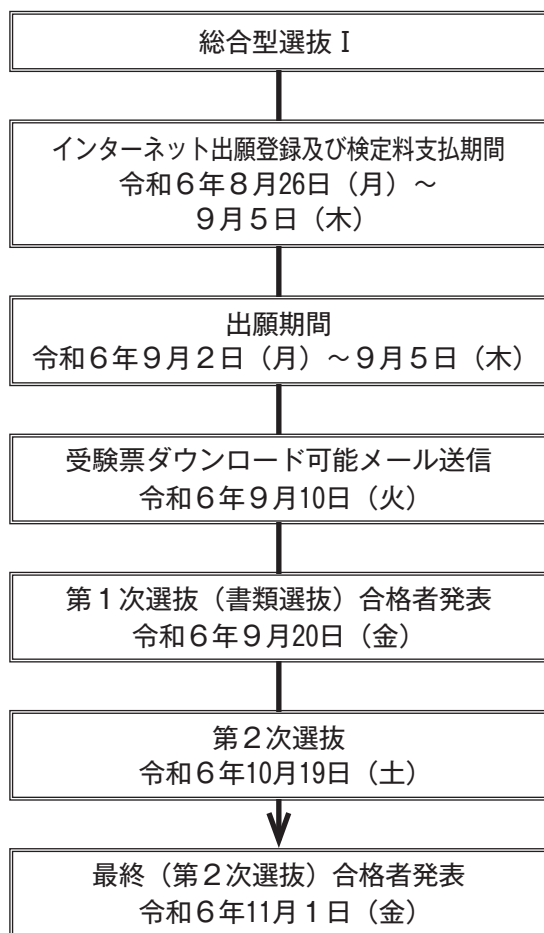 総合型選抜Ⅰ
インターネット出願登録及び検定料支払期間
令和６年８月26日（月）～
９月５日（木）
出願期間
令和６年９月２日（月）～９月５日（木）
受験票ダウンロード可能メール送信
令和６年９月10日（火）
第１次選抜（書類選抜）合格者発表
令和６年９月20日（金）
第２次選抜
令和６年10月19日（土）
最終（第２次選抜）合格者発表
令和６年11月１日（金）